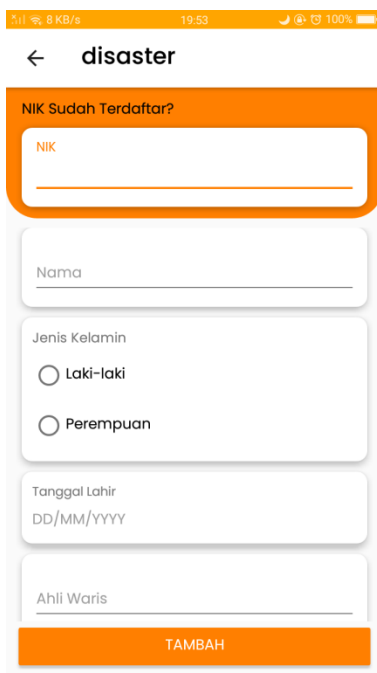 8 KB/s 19:53 100%
disaster
NIK Sudah Terdaftar?
NIK
Nama
Jenis Kelamin
Laki-laki
Perempuan
Tanggal Lahir
DD/MM/YYYY
Ahli Waris
TAMBAH